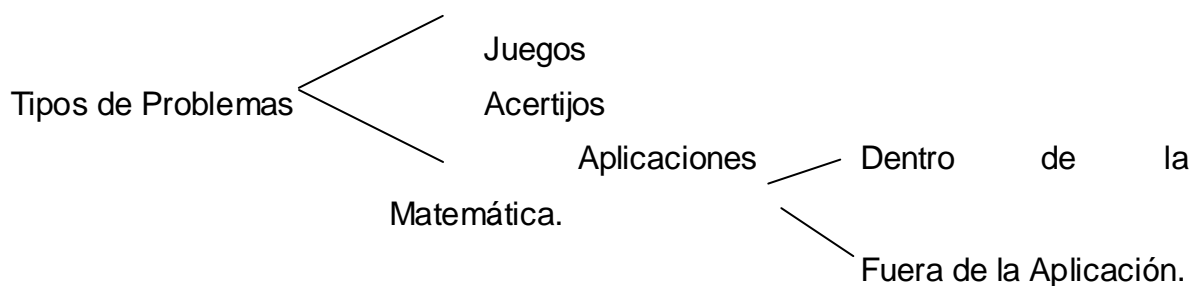 Juegos
Tipos de Problemas Acertijos
Aplicaciones Dentro de la
Matemática.
Fuera de la Aplicación.